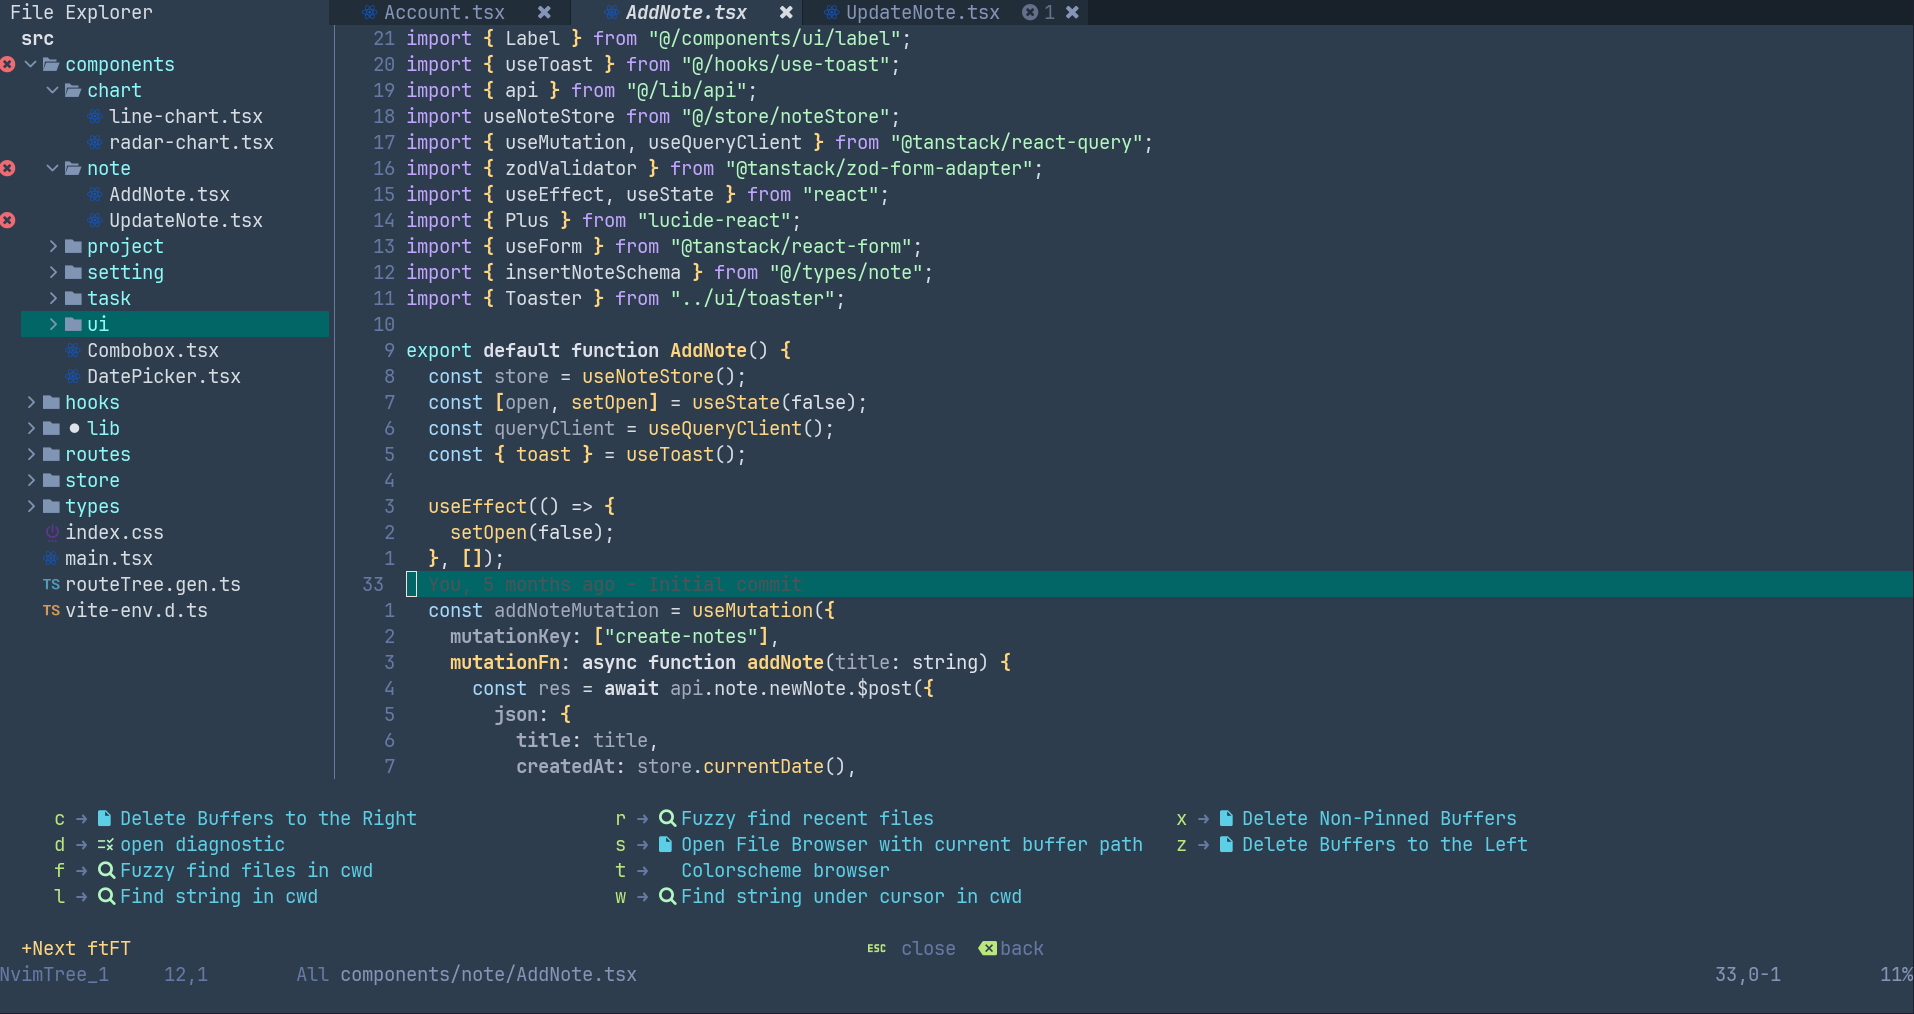 File Explorer
src
components
chart
line-chart.tsx
radar-chart.tsx
note
AddNote.tsx
UpdateNote.tsx
project
setting
task
ui
Combobox.tsx
DatePicker.tsx
hooks
lib
routes
store
types
index.css
main.tsx
TS routeTree.gen.ts
TS vite-env.d.ts
Account.tsx AddNote.tsx UpdateNote.tsx 1
21 import { Label } from "@/components/ui/label";
20 import { useToast } from "@/hooks/use-toast";
19 import { api } from "@/lib/api";
18 import useNoteStore from "@/store/noteStore";
17 import { useMutation, useQueryClient } from "@tanstack/react-query";
16 import { zodValidator } from "@tanstack/zod-form-adapter";
15 import { useEffect, useState } from "react";
14 import { Plus } from "lucide-react";
13 import { useForm } from "@tanstack/react-form";
12 import { insertNoteSchema } from "@/types/note";
11 import { Toaster } from "../ui/toaster";
10
9 export default function AddNote() {
8   const store = useNoteStore();
7   const [open, setOpen] = useState(false);
6   const queryClient = useQueryClient();
5   const { toast } = useToast();
4
3   useEffect(() => {
2     setOpen(false);
1   }, []);
33 You, 5 months ago - Initial commit
1   const addNoteMutation = useMutation({
2     mutationKey: ["create-notes"],
3     mutationFn: async function addNote(title: string) {
4       const res = await api.note.newNote.$post({
5         json: {
6           title: title,
7           createdAt: store.currentDate(),
c → Delete Buffers to the Right
d → open diagnostic
f → Fuzzy find files in cwd
l → Find string in cwd
r → Fuzzy find recent files
s → Open File Browser with current buffer path
t → Colorscheme browser
w → Find string under cursor in cwd
x → Delete Non-Pinned Buffers
z → Delete Buffers to the Left
+Next ftFT ESC close back
NvimTree_1 12,1 All components/note/AddNote.tsx 33,0-1 11%